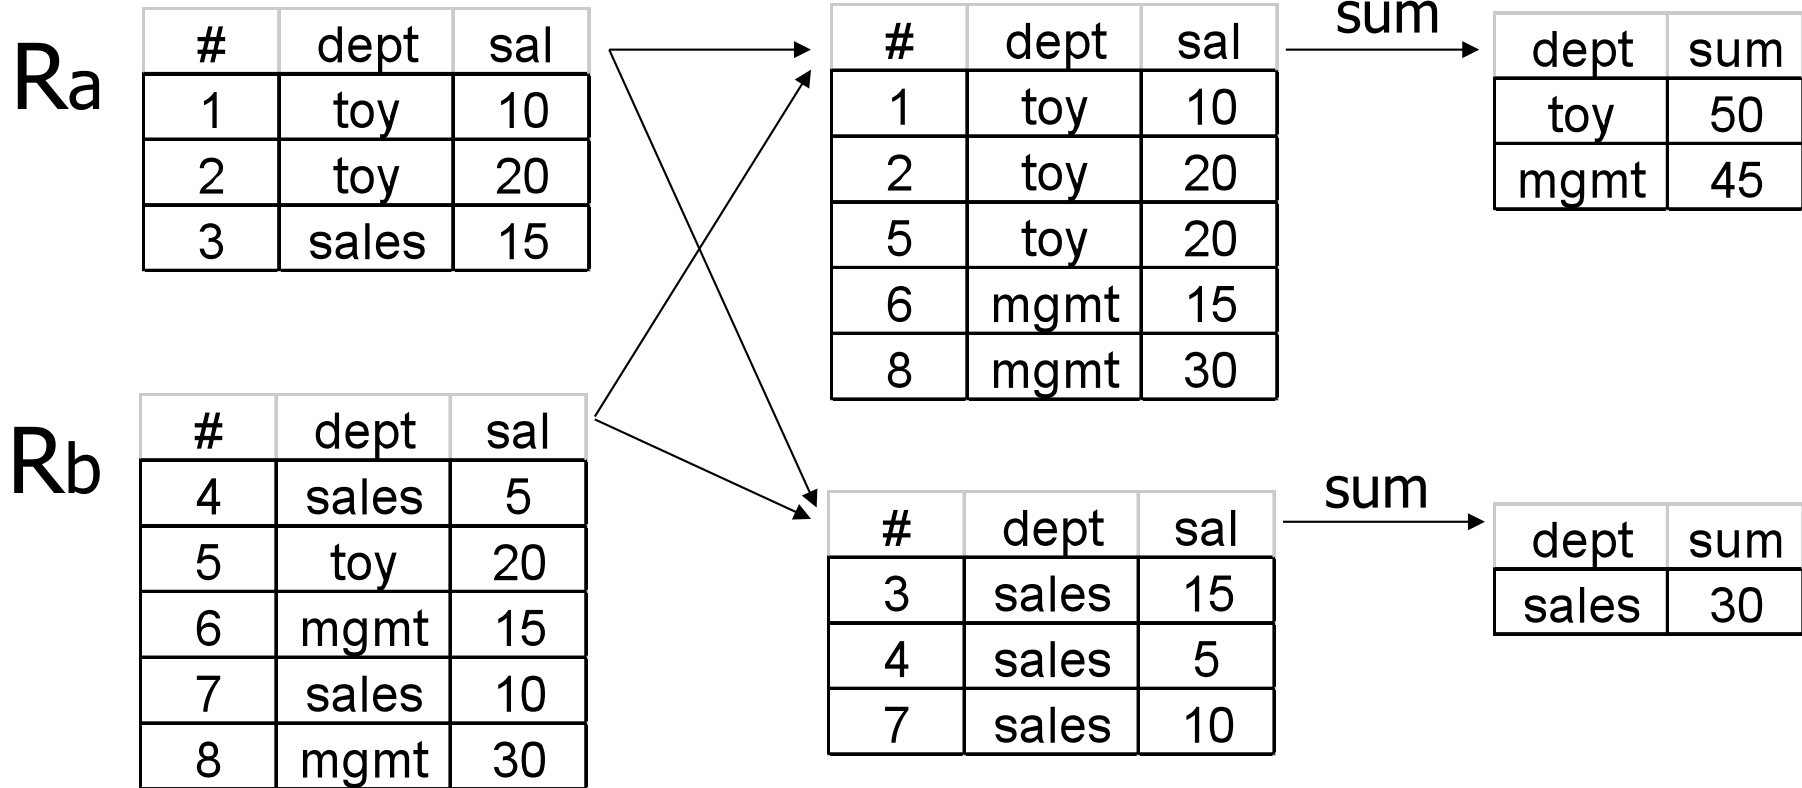 Ra
# dept sal
1 toy 10
2 toy 20
3 sales 15
Rb
# dept sal
4 sales 5
5 toy 20
6 mgmt 15
7 sales 10
8 mgmt 30
# dept sal
1 toy 10
2 toy 20
5 toy 20
6 mgmt 15
8 mgmt 30
# dept sal
3 sales 15
4 sales 5
7 sales 10
sum
dept sum
toy 50
mgmt 45
sum
dept sum
sales 30